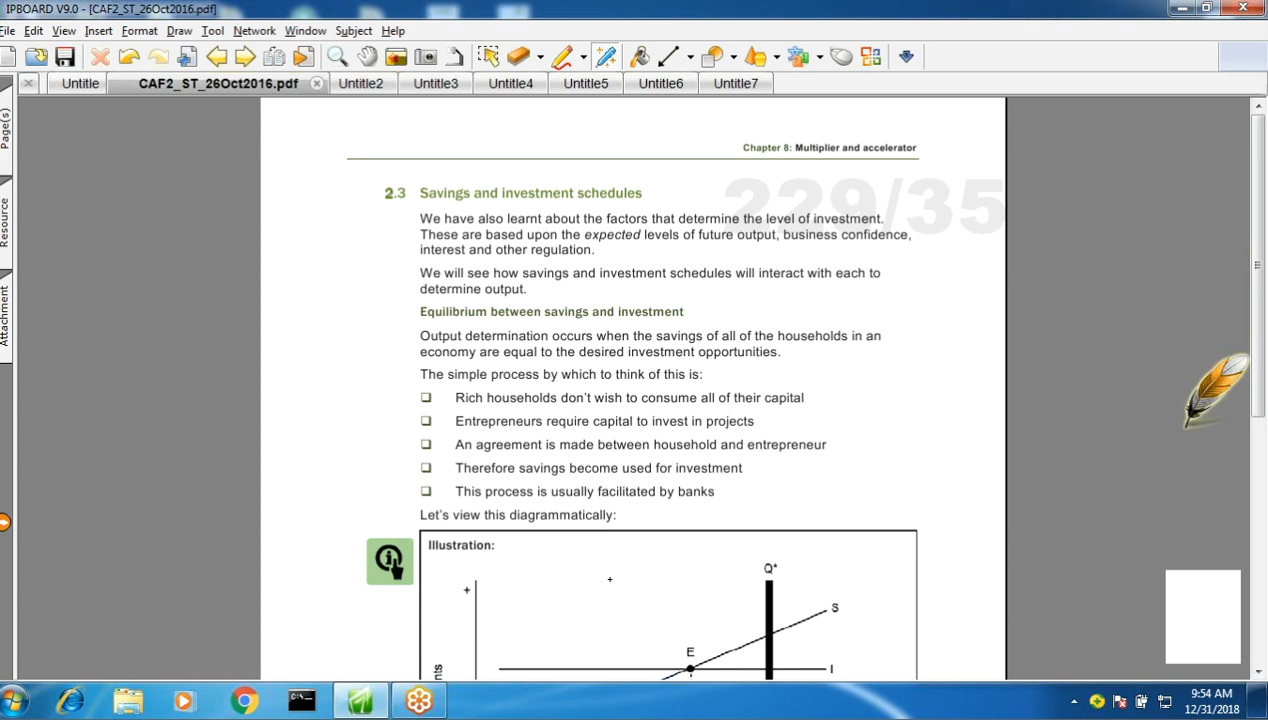 IPBOARD V9.0 - [CAF2_ST_26Oct2016.pdf]
File Edit View Insert Format Draw Tool Network Window Subject Help
Untitle CAF2_ST_26Oct2016.pdf Untitle2 Untitle3 Untitle4 Untitle5 Untitle6 Untitle7
Page(s)
Resource
Attachment
Chapter 8: Multiplier and accelerator
229/35
2.3 Savings and investment schedules
We have also learnt about the factors that determine the level of investment.
These are based upon the expected levels of future output, business confidence,
interest and other regulation.
We will see how savings and investment schedules will interact with each to
determine output.
Equilibrium between savings and investment
Output determination occurs when the savings of all of the households in an
economy are equal to the desired investment opportunities.
The simple process by which to think of this is:
Rich households don't wish to consume all of their capital
Entrepreneurs require capital to invest in projects
An agreement is made between household and entrepreneur
Therefore savings become used for investment
This process is usually facilitated by banks
Let's view this diagrammatically:
Illustration:
Q*
+
S
E
I
nts
9:54 AM
12/31/2018